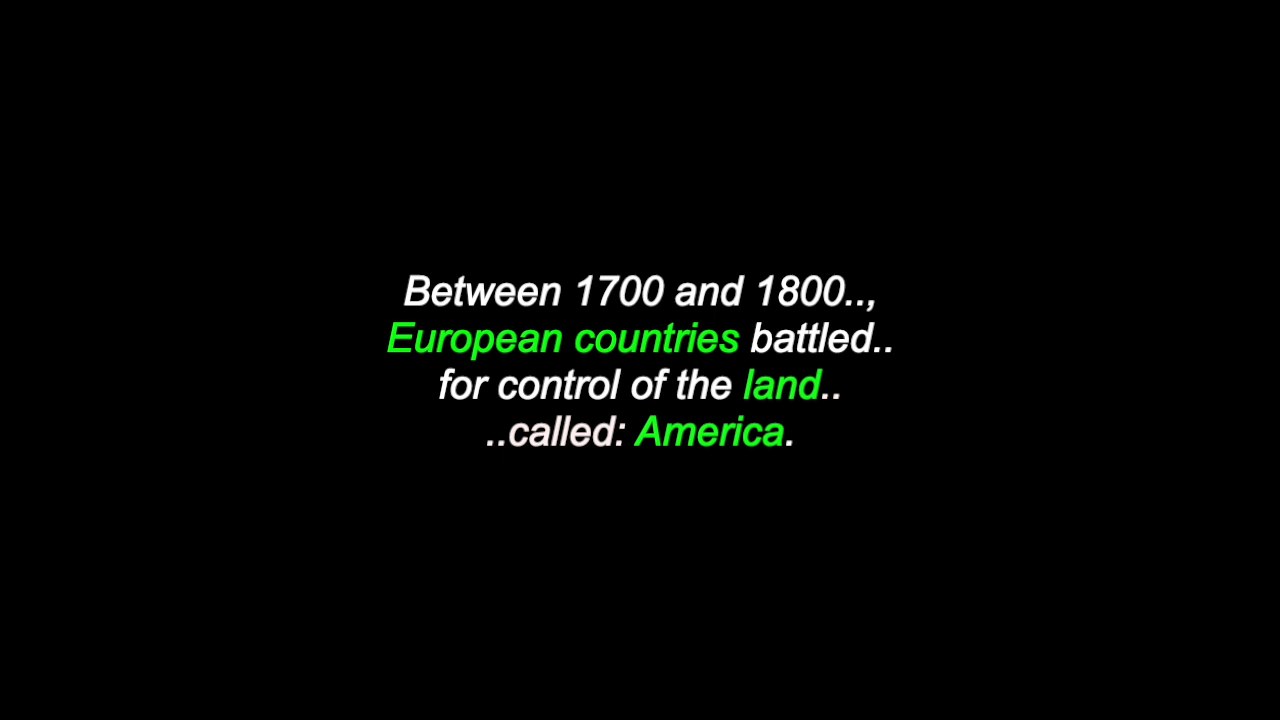 Between 1700 and 1800..,
European countries battled..
for control of the land..
..called: America.